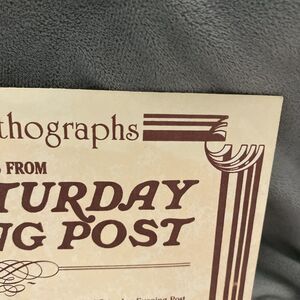 thographs
FROM
TURDAY
NG POST
Evening Post